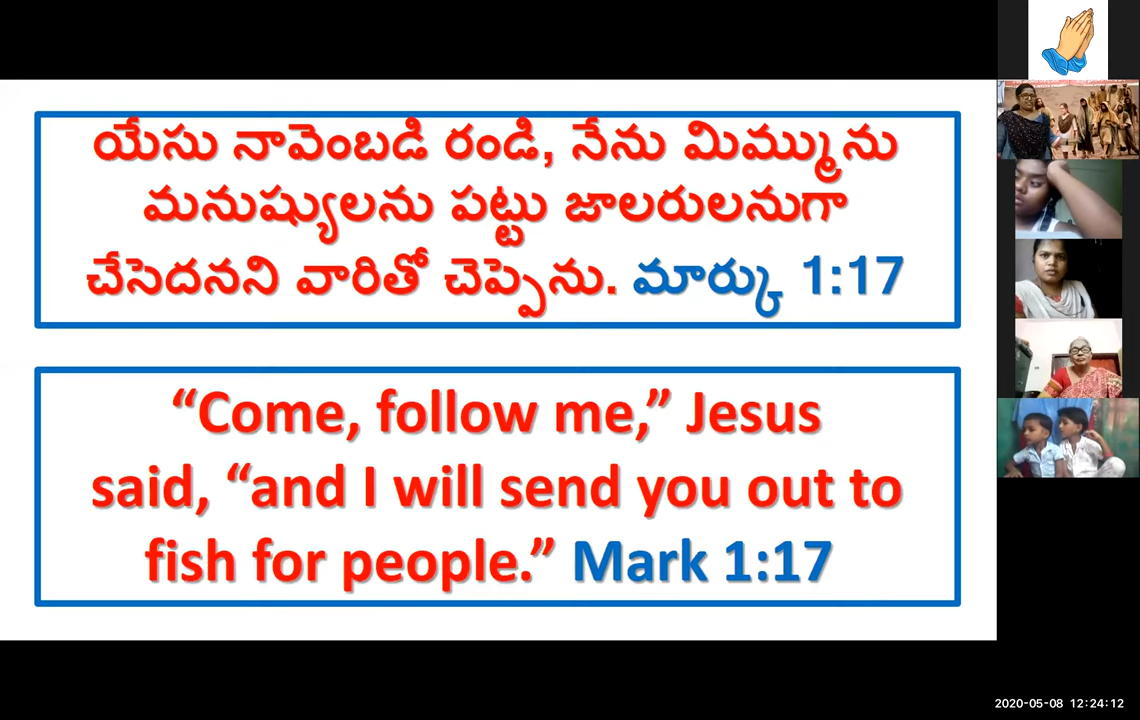 యేసు నావెంబడి రండి, నేను మిమ్మును
మనుష్యులను పట్టు జాలరులనుగా
చేసెదనని వారితో చెప్పెను. మార్కు 1:17
“Come, follow me,” Jesus
said, “and I will send you out to
fish for people.” Mark 1:17
2020-05-08 12:24:12